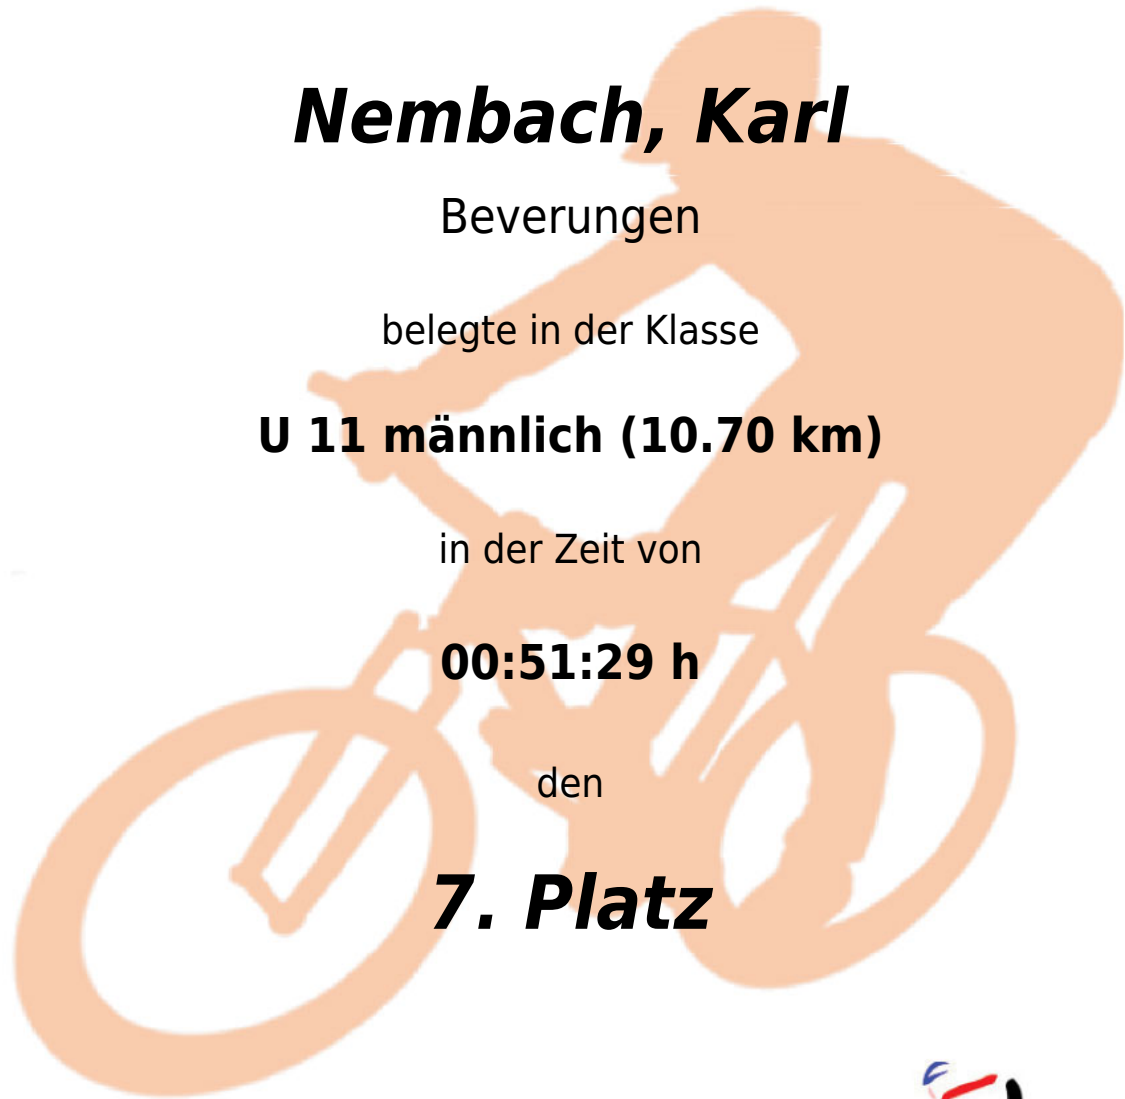 Nembach, Karl
Beverungen
belegte in der Klasse
U 11 männlich (10.70 km)
in der Zeit von
00:51:29 h
den
7. Platz